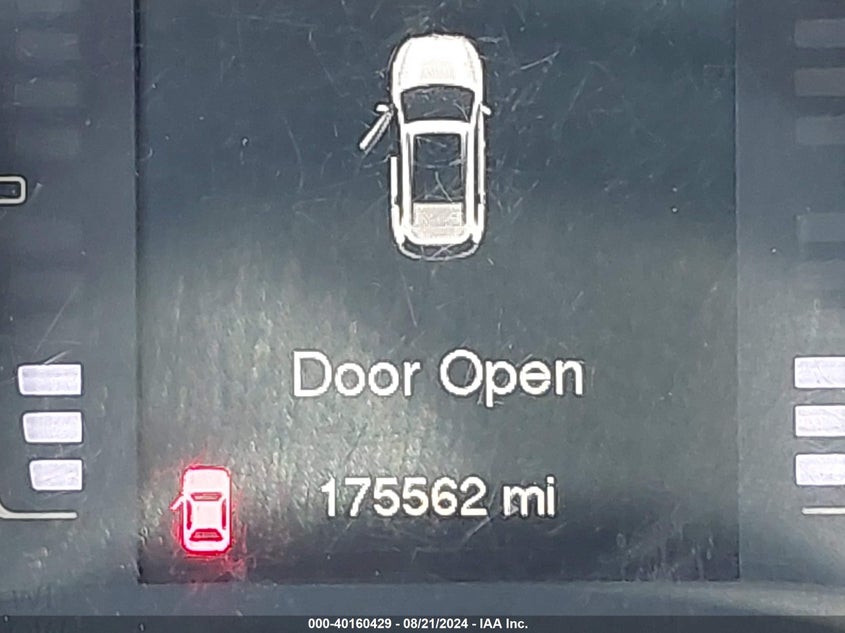 Door Open
175562 mi
000-40160429 - 08/21/2024 - IAA Inc.